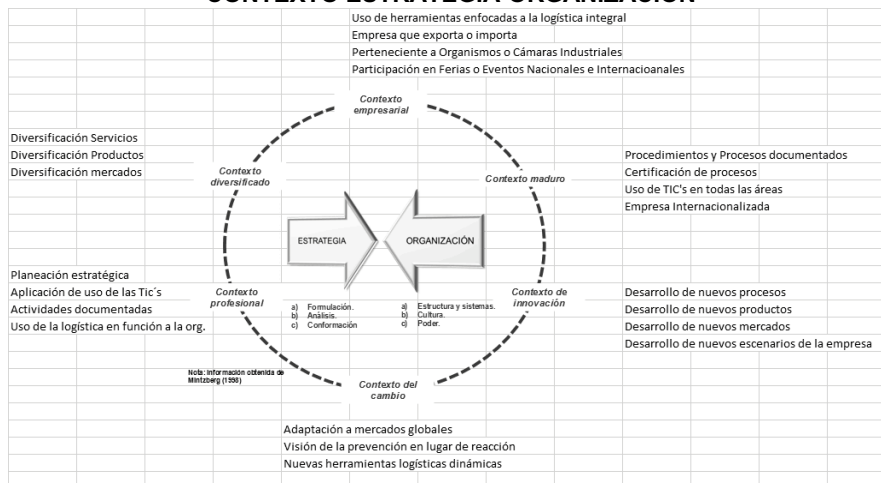 CONTEXTO ESTRATEGIA ORGANIZACIÓN
Uso de herramientas enfocadas a la logística integral
Empresa que exporta o importa
Perteneciente a Organismos o Cámaras Industriales
Participación en Ferias o Eventos Nacionales e Internacioanales
Contexto
empresarial
Diversificación Servicios
Diversificación Productos
Diversificación mercados
Contexto
diversificado
Contexto maduro
Procedimientos y Procesos documentados
Certificación de procesos
Uso de TIC's en todas las áreas
Empresa Internacionalizada
ESTRATEGIA
ORGANIZACIÓN
Planeación estratégica
Aplicación de uso de las Tic´s
Actividades documentadas
Uso de la logística en función a la org.
Contexto
profesional
a) Formulación.
b) Análisis.
c) Conformación
a) Estructura y sistemas.
b) Cultura.
c) Poder.
Contexto de
innovación
Desarrollo de nuevos procesos
Desarrollo de nuevos productos
Desarrollo de nuevos mercados
Desarrollo de nuevos escenarios de la empresa
Nota: Información obtenida de
Mintzberg (1998)
Contexto del
cambio
Adaptación a mercados globales
Visión de la prevención en lugar de reacción
Nuevas herramientas logísticas dinámicas